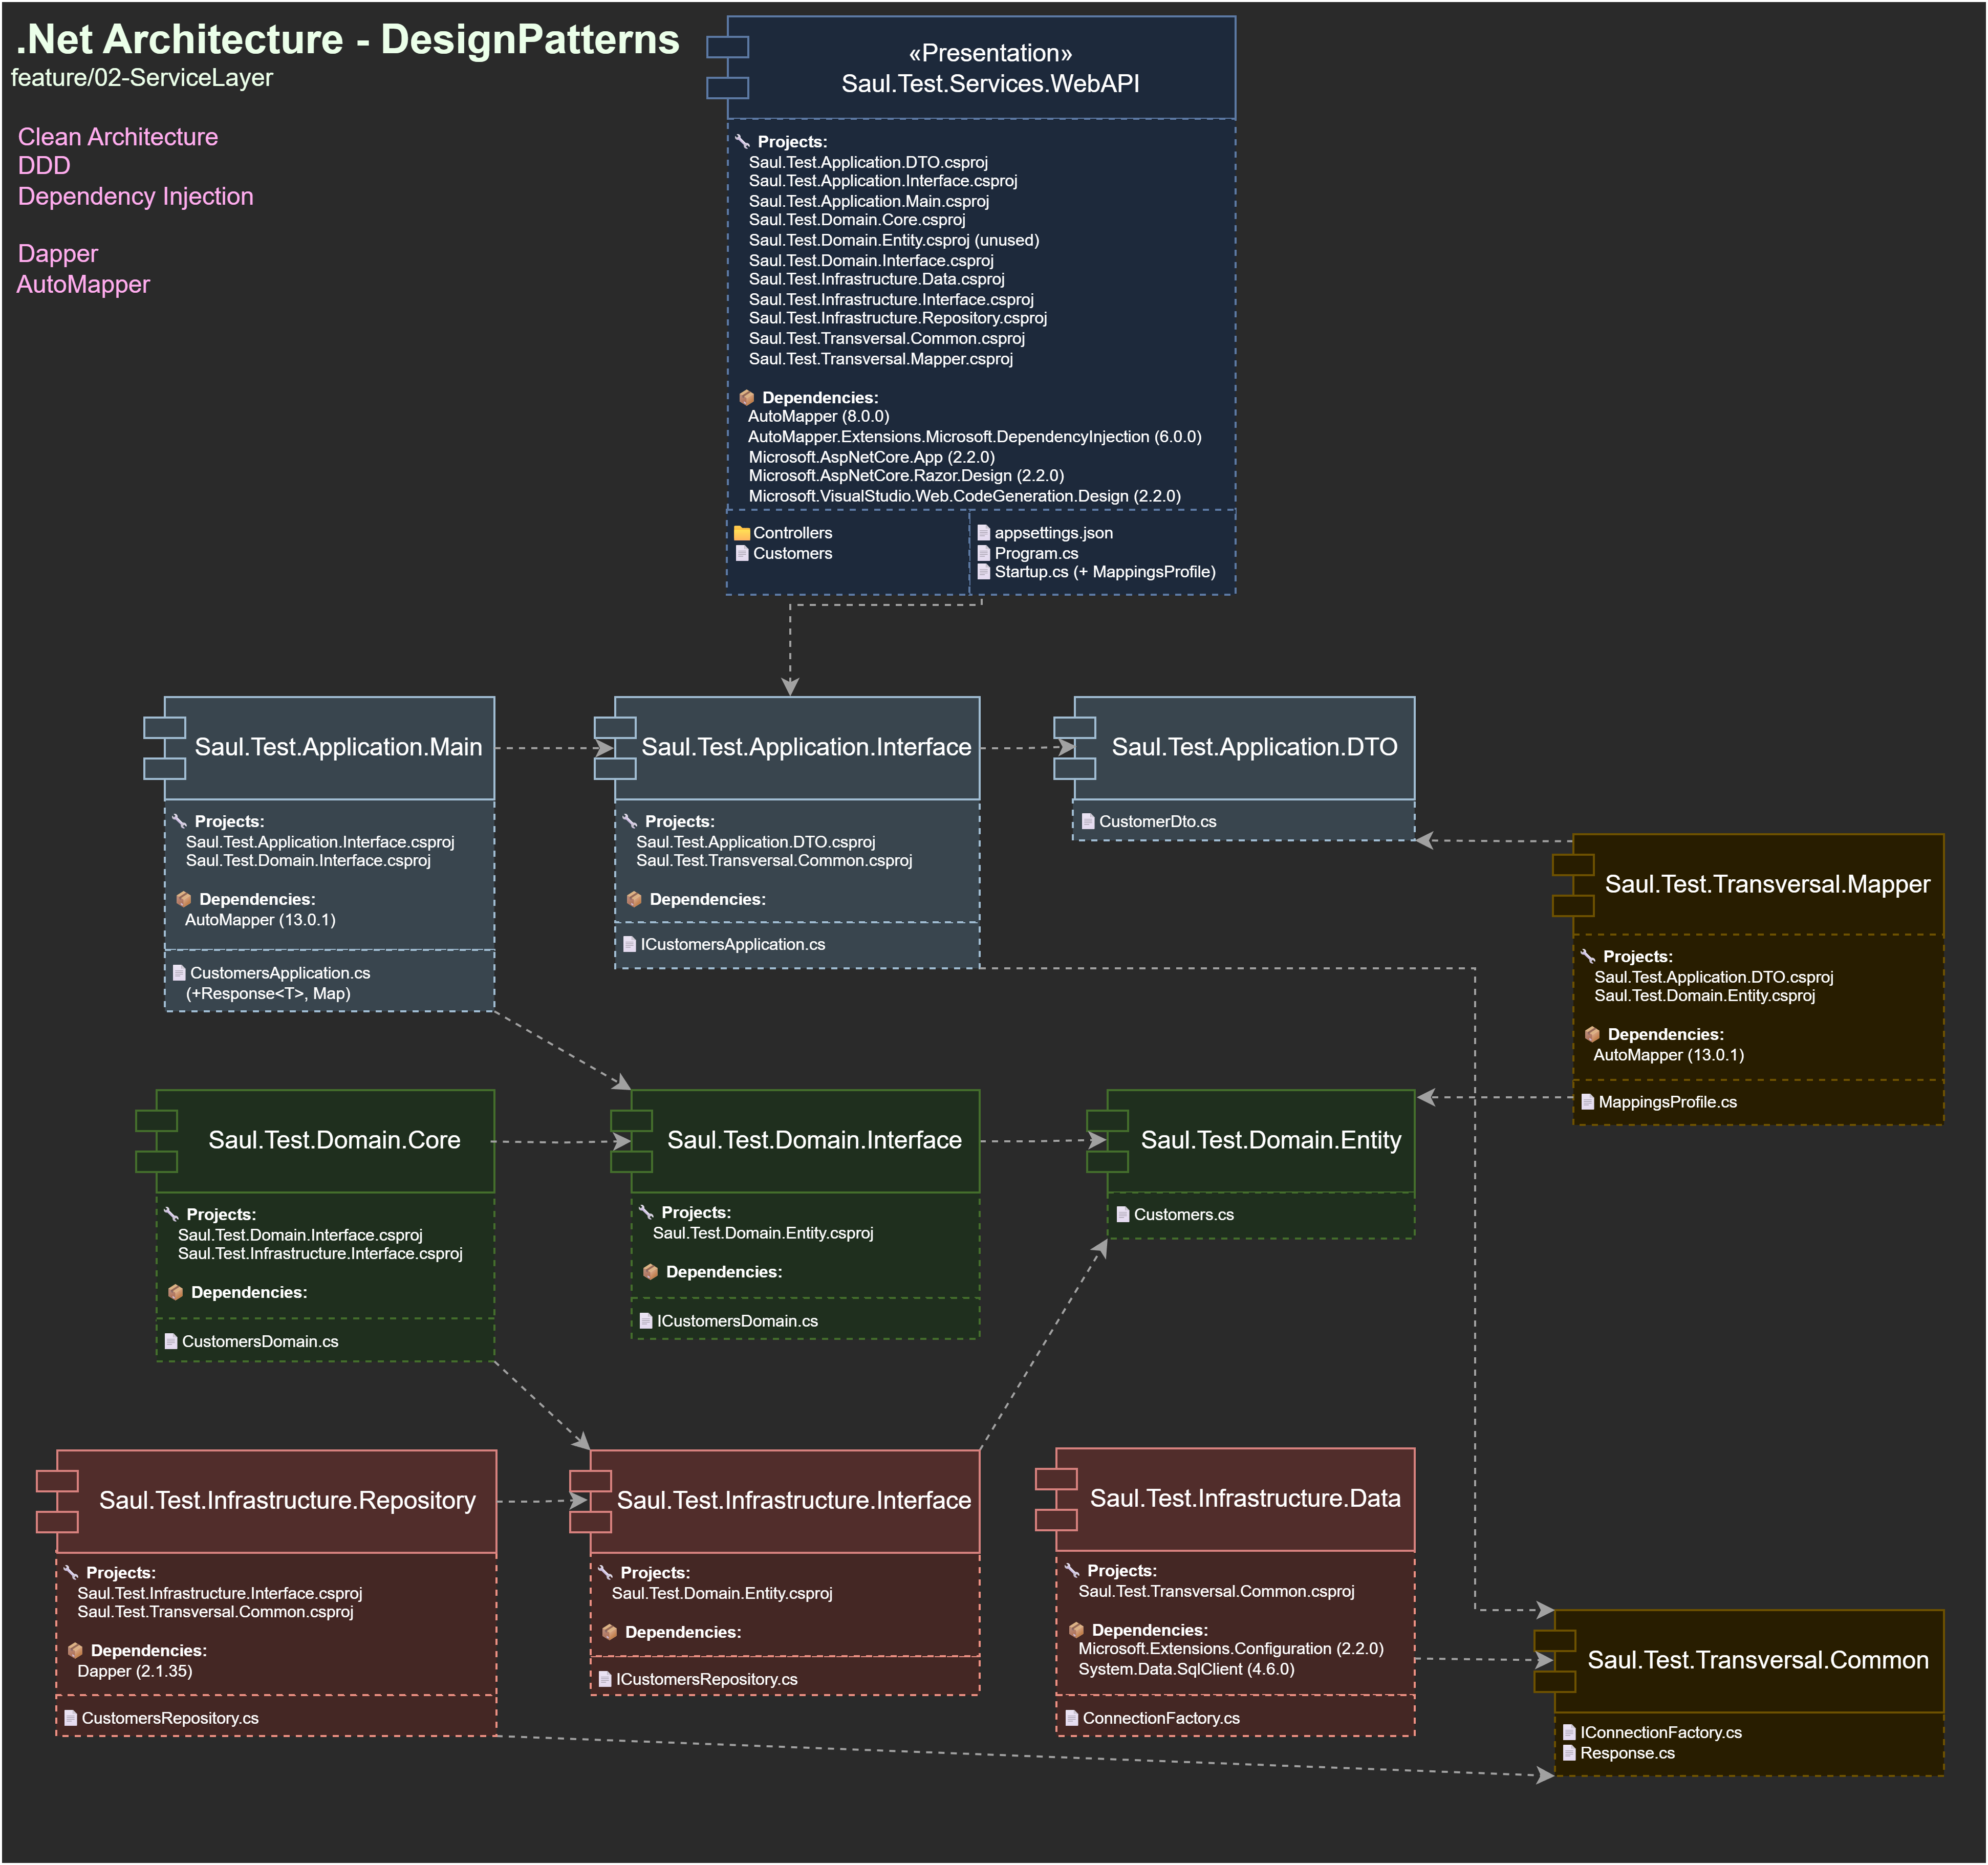 .Net Architecture - DesignPatterns
feature/02-ServiceLayer
Clean Architecture
DDD
Dependency Injection
Dapper
AutoMapper
«Presentation»
Saul.Test.Services.WebAPI
Projects:
Saul.Test.Application.DTO.csproj
Saul.Test.Application.Interface.csproj
Saul.Test.Application.Main.csproj
Saul.Test.Domain.Core.csproj
Saul.Test.Domain.Entity.csproj (unused)
Saul.Test.Domain.Interface.csproj
Saul.Test.Infrastructure.Data.csproj
Saul.Test.Infrastructure.Interface.csproj
Saul.Test.Infrastructure.Repository.csproj
Saul.Test.Transversal.Common.csproj
Saul.Test.Transversal.Mapper.csproj
Dependencies:
AutoMapper (8.0.0)
AutoMapper.Extensions.Microsoft.DependencyInjection (6.0.0)
Microsoft.AspNetCore.App (2.2.0)
Microsoft.AspNetCore.Razor.Design (2.2.0)
Microsoft.VisualStudio.Web.CodeGeneration.Design (2.2.0)
Controllers
Customers
appsettings.json
Program.cs
Startup.cs (+ MappingsProfile)
Saul.Test.Application.Main
Projects:
Saul.Test.Application.Interface.csproj
Saul.Test.Domain.Interface.csproj
Dependencies:
AutoMapper (13.0.1)
CustomersApplication.cs
(+Response<T>, Map)
Saul.Test.Application.Interface
Projects:
Saul.Test.Application.DTO.csproj
Saul.Test.Transversal.Common.csproj
Dependencies:
ICustomersApplication.cs
Saul.Test.Application.DTO
CustomerDto.cs
Saul.Test.Transversal.Mapper
Projects:
Saul.Test.Application.DTO.csproj
Saul.Test.Domain.Entity.csproj
Dependencies:
AutoMapper (13.0.1)
MappingsProfile.cs
Saul.Test.Domain.Core
Projects:
Saul.Test.Domain.Interface.csproj
Saul.Test.Infrastructure.Interface.csproj
Dependencies:
CustomersDomain.cs
Saul.Test.Domain.Interface
Projects:
Saul.Test.Domain.Entity.csproj
Dependencies:
ICustomersDomain.cs
Saul.Test.Domain.Entity
Customers.cs
Saul.Test.Infrastructure.Repository
Projects:
Saul.Test.Infrastructure.Interface.csproj
Saul.Test.Transversal.Common.csproj
Dependencies:
Dapper (2.1.35)
CustomersRepository.cs
Saul.Test.Infrastructure.Interface
Projects:
Saul.Test.Domain.Entity.csproj
Dependencies:
ICustomersRepository.cs
Saul.Test.Infrastructure.Data
Projects:
Saul.Test.Transversal.Common.csproj
Dependencies:
Microsoft.Extensions.Configuration (2.2.0)
System.Data.SqlClient (4.6.0)
ConnectionFactory.cs
Saul.Test.Transversal.Common
IConnectionFactory.cs
Response.cs